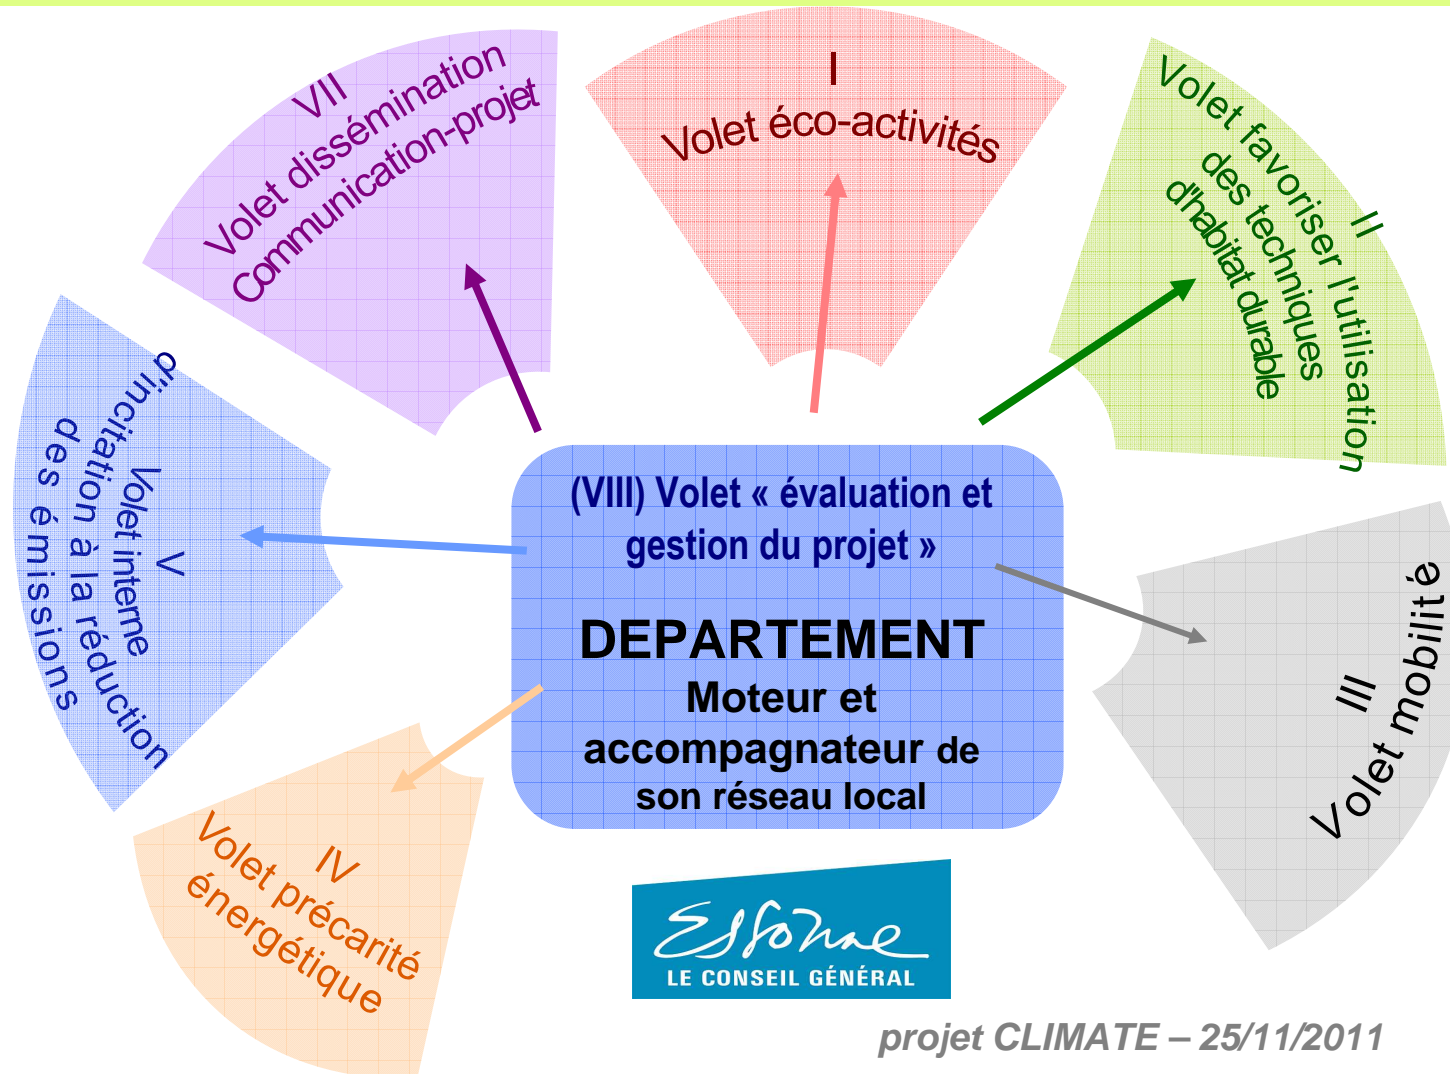 VII
Volet dissémination
Communication-projet
I
Volet éco-activités
II
Volet favoriser l'utilisation
des techniques
d'habitat durable
III
Volet mobilité
IV
Volet précarité
énergétique
V
Volet interne
d'incitation à la réduction
des émissions
(VIII) Volet « évaluation et
gestion du projet »
DEPARTEMENT
Moteur et
accompagnateur de
son réseau local
Essonne
LE CONSEIL GÉNÉRAL
projet CLIMATE – 25/11/2011